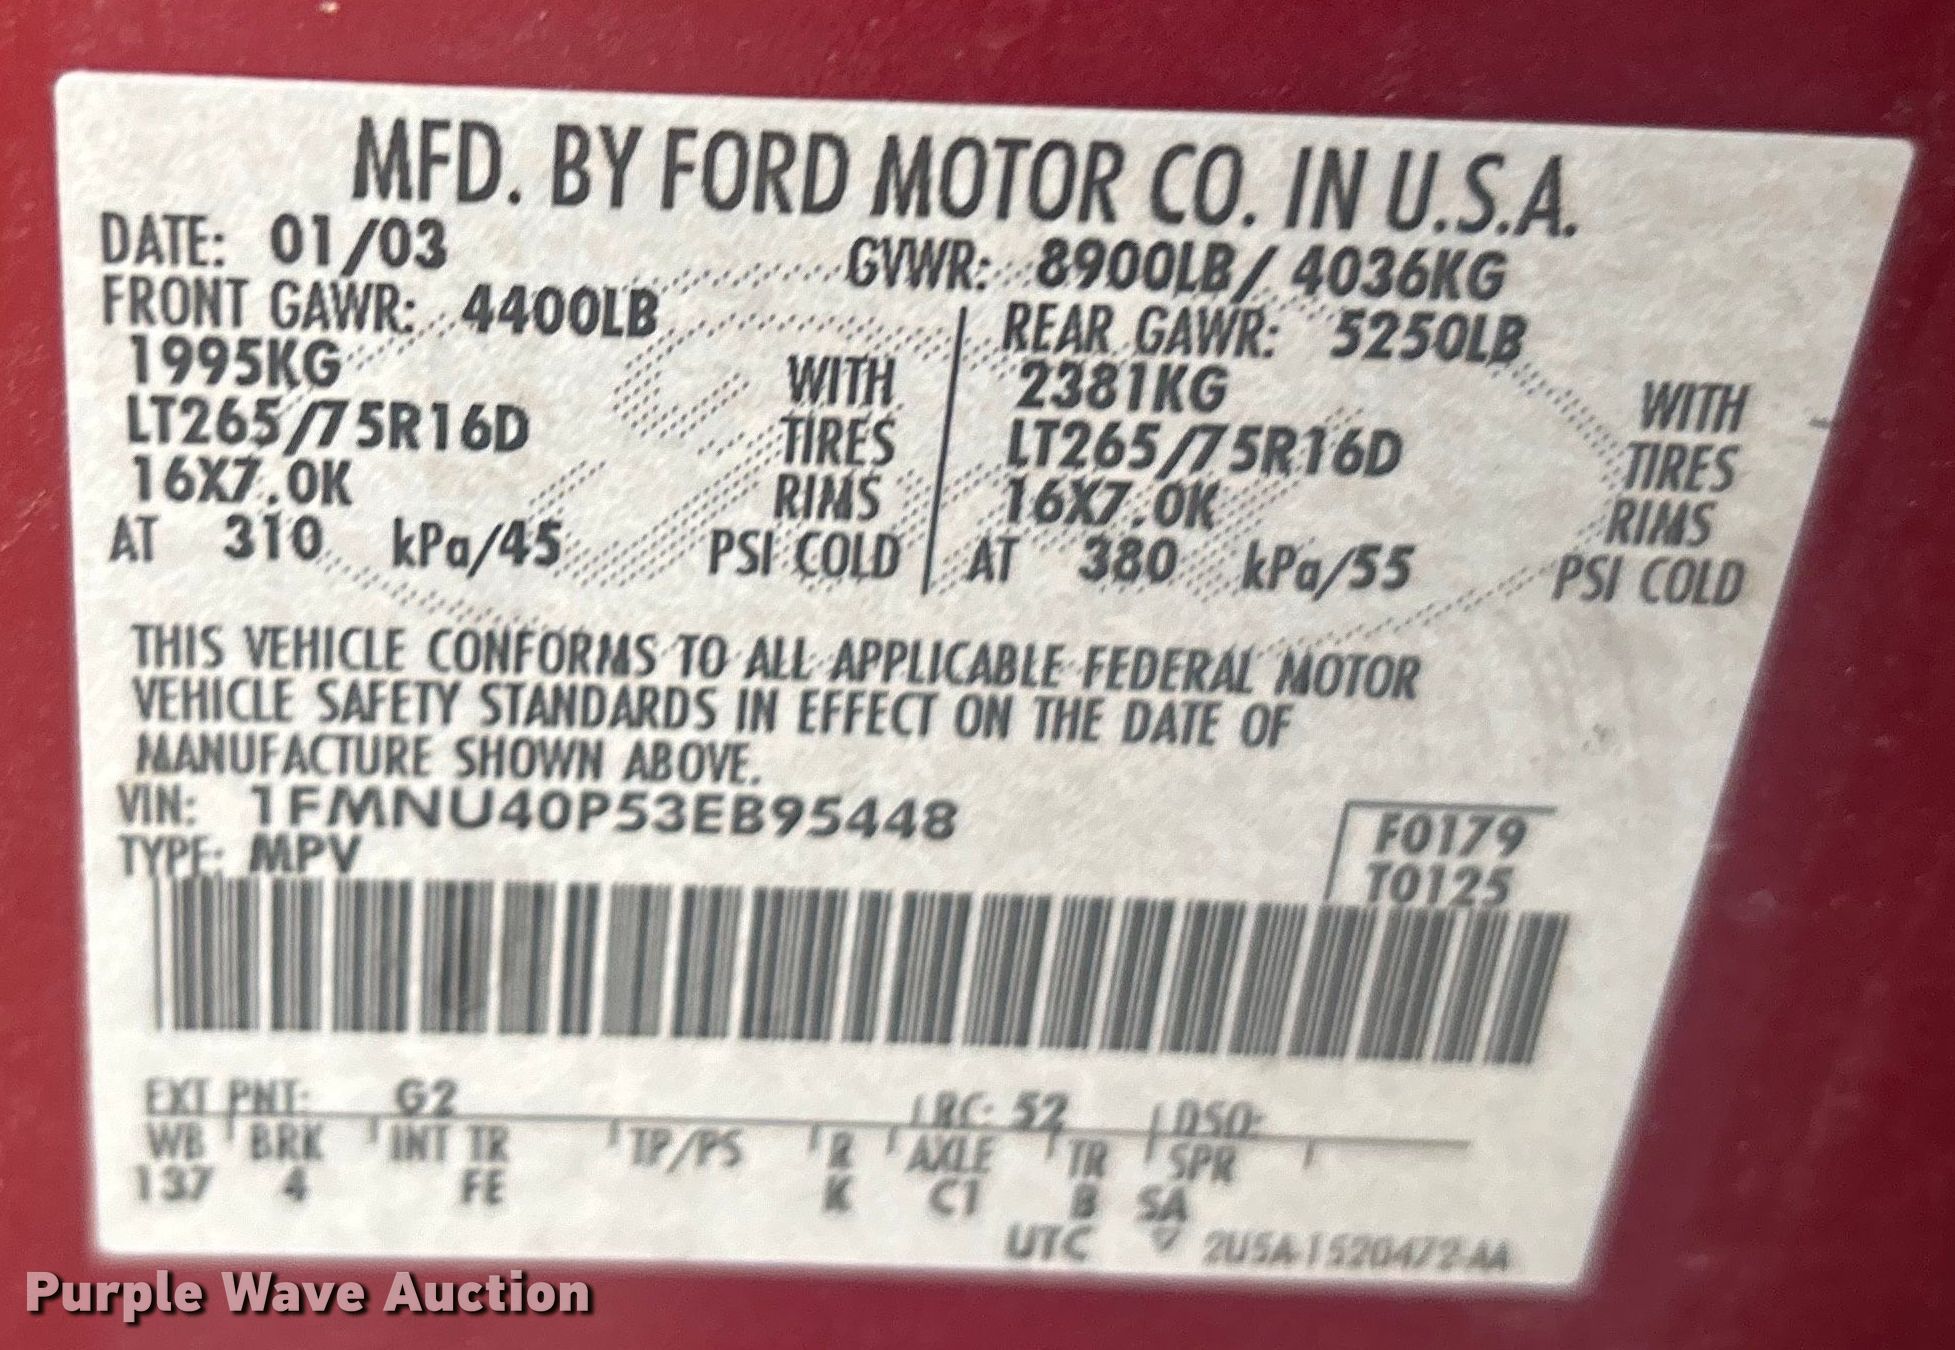 MFD. BY FORD MOTOR CO. IN U.S.A.
DATE: 01/03 GVWR: 8900LB/ 4036KG
FRONT GAWR: 4400LB REAR GAWR: 5250LB
1995KG WITH 2381KG WITH
LT265/75R16D TIRES LT265/75R16D TIRES
16X7.0K RIMS 16X7.0K RIMS
AT 310 kPa/45 PSI COLD AT 380 kPa/55 PSI COLD
THIS VEHICLE CONFORMS TO ALL APPLICABLE FEDERAL MOTOR
VEHICLE SAFETY STANDARDS IN EFFECT ON THE DATE OF
MANUFACTURE SHOWN ABOVE.
VIN: 1FMNU40P53EB95448 F0179
TYPE: MPV T0125
EXT PNT: G2 RC: 52 DSO:
WB BRK INT TR TP/PS R AXLE TR SPR
137 4 FE K C1 B SA
UTC ▽ 2U5A-1520472-AA
Purple Wave Auction